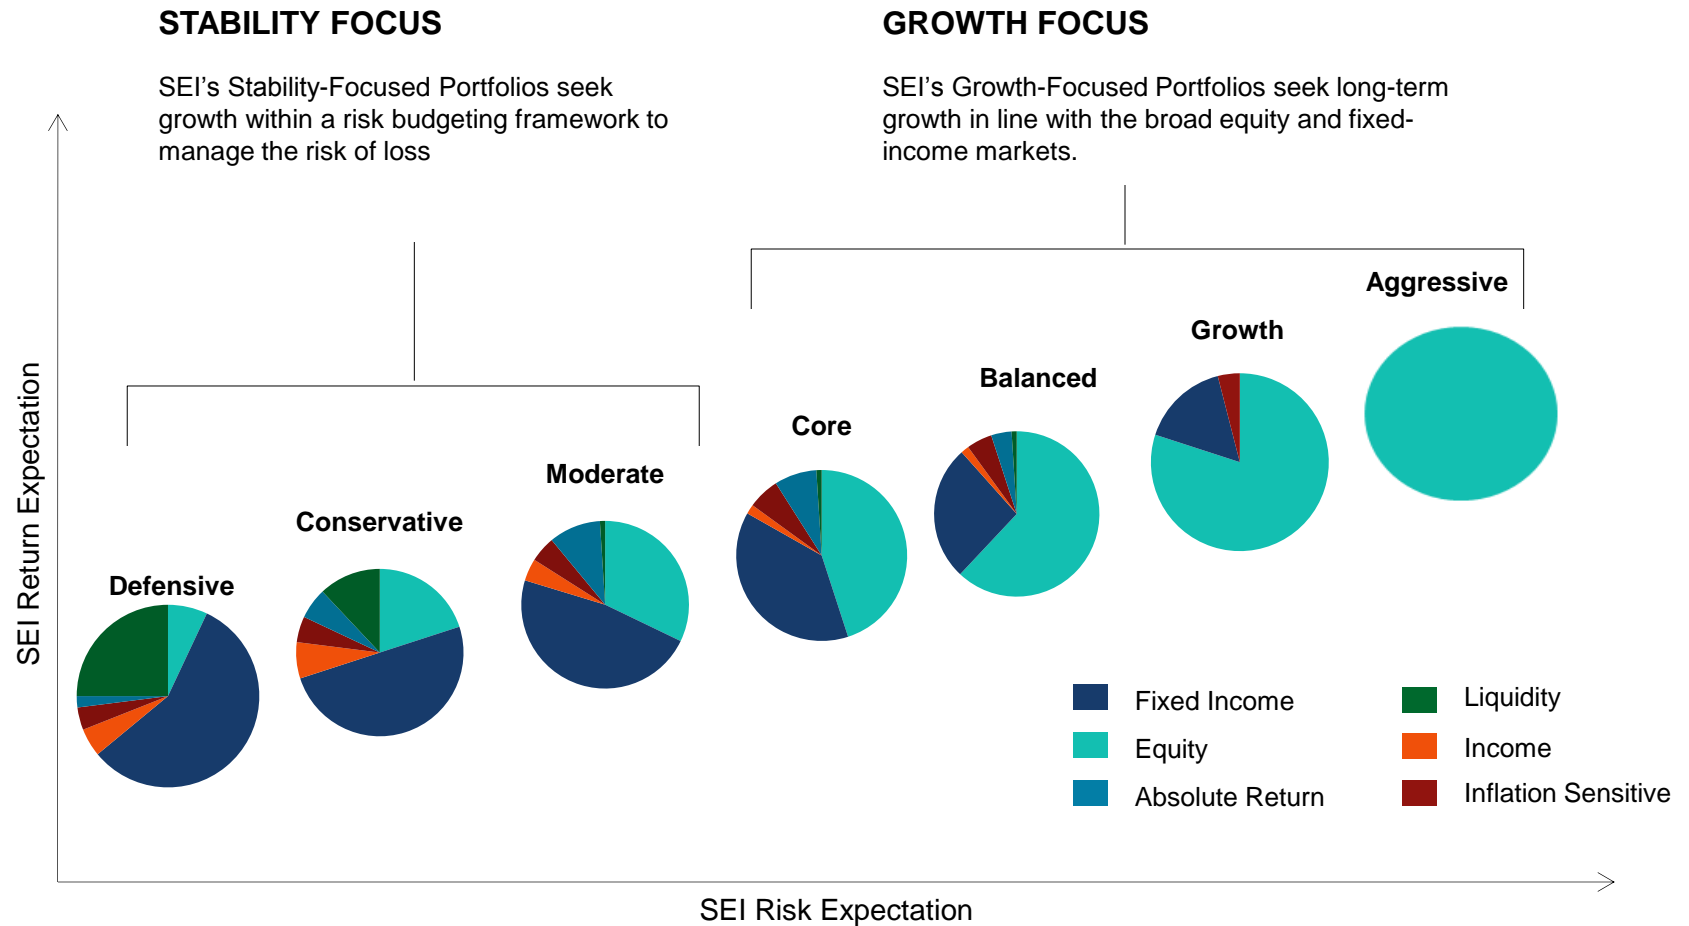 STABILITY FOCUS
SEI’s Stability-Focused Portfolios seek
growth within a risk budgeting framework to
manage the risk of loss
GROWTH FOCUS
SEI’s Growth-Focused Portfolios seek long-term
growth in line with the broad equity and fixed-
income markets.
Aggressive
Growth
Balanced
Core
Moderate
Conservative
Defensive
SEI Return Expectation
Fixed Income
Equity
Absolute Return
Liquidity
Income
Inflation Sensitive
SEI Risk Expectation